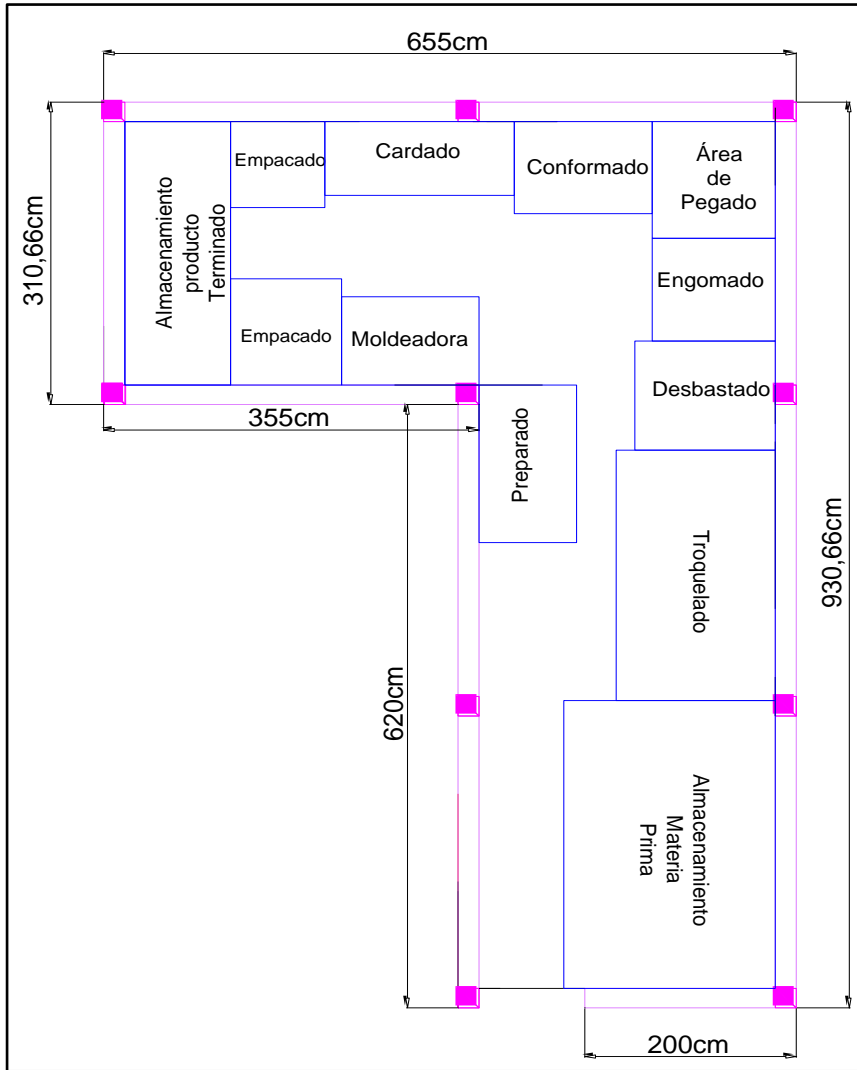 655cm
310,66cm
Almacenamiento
producto
Terminado
Empacado
Cardado
Conformado
Área
de
Pegado
Engomado
Empacado
Moldeadora
Desbastado
355cm
Preparado
Troquelado
930,66cm
620cm
Almacenamiento
Materia
Prima
200cm